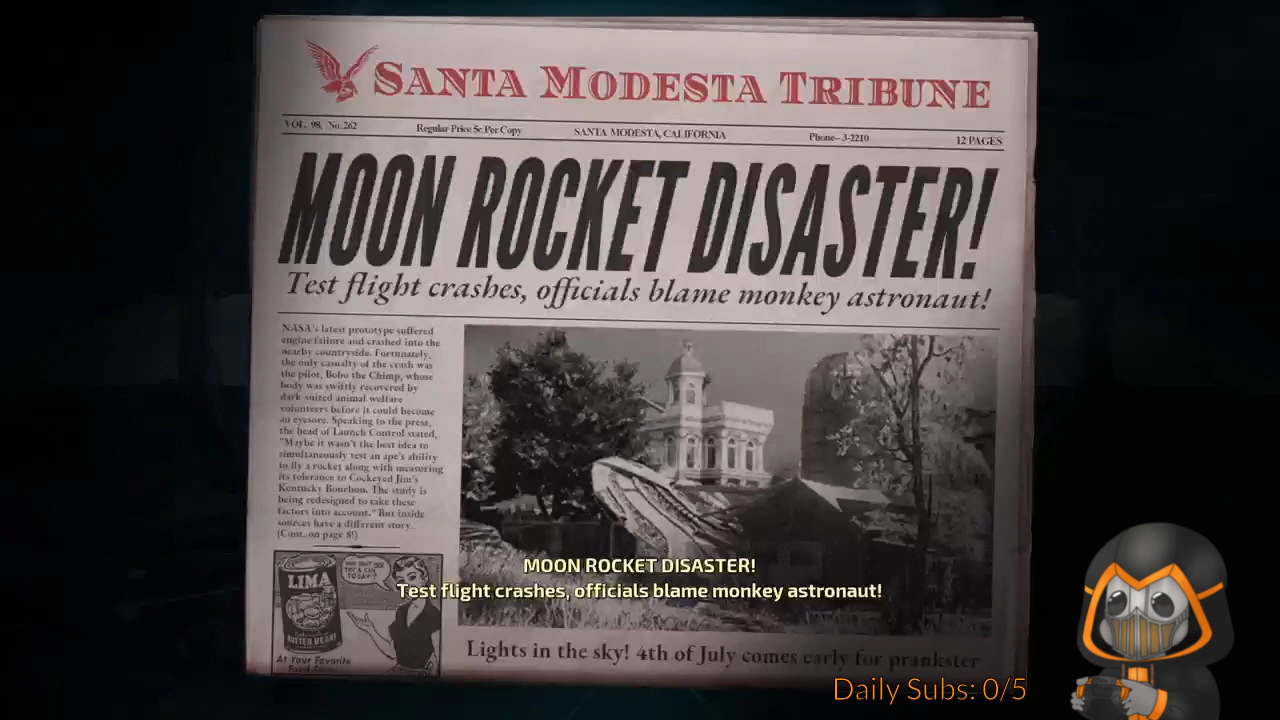 SANTA MODESTA TRIBUNE
VOL. 98, No. 262 Regular Price 5c Per Copy SANTA MODESTA, CALIFORNIA Phone– 3-2210 12 PAGES
MOON ROCKET DISASTER!
Test flight crashes, officials blame monkey astronaut!
NASA's latest prototype suffered
engine failure and crashed into the
nearby countryside. Fortunately,
the only casualty of the crash was
the pilot, Bobo the Chimp, whose
body was swiftly recovered by
dark-suited animal welfare
volunteers before it could become
an eyesore. Speaking to the press,
the head of Launch Control stated,
"Maybe it wasn't the best idea to
simultaneously test an ape's ability
to fly a rocket along with measuring
its tolerance to Cockeyed Jim's
Kentucky Bourbon. The study is
being redesigned to take these
factors into account." But inside
sources have a different story.
(Cont. on page 8!)
WHY DON'T YOU
TRY A CAN
TODAY?
LIMA
BUTTER BEANS
At Your Favorite
Food Store
MOON ROCKET DISASTER!
Test flight crashes, officials blame monkey astronaut!
Lights in the sky! 4th of July comes early for prankster
Daily Subs: 0/5